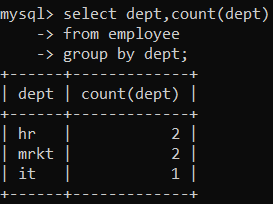 mysql> select dept,count(dept)
    -> from employee
    -> group by dept;
+------+-------------+
| dept | count(dept) |
+------+-------------+
| hr   |           2 |
| mrkt |           2 |
| it   |           1 |
+------+-------------+